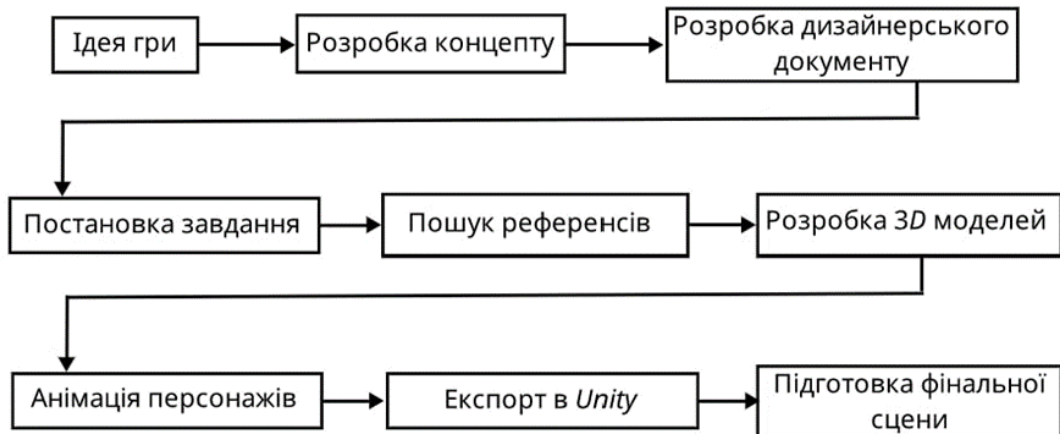 Ідея гри
Розробка концепту
Розробка дизайнерського
документу
Постановка завдання
Пошук референсів
Розробка 3D моделей
Анімація персонажів
Експорт в Unity
Підготовка фінальної
сцени